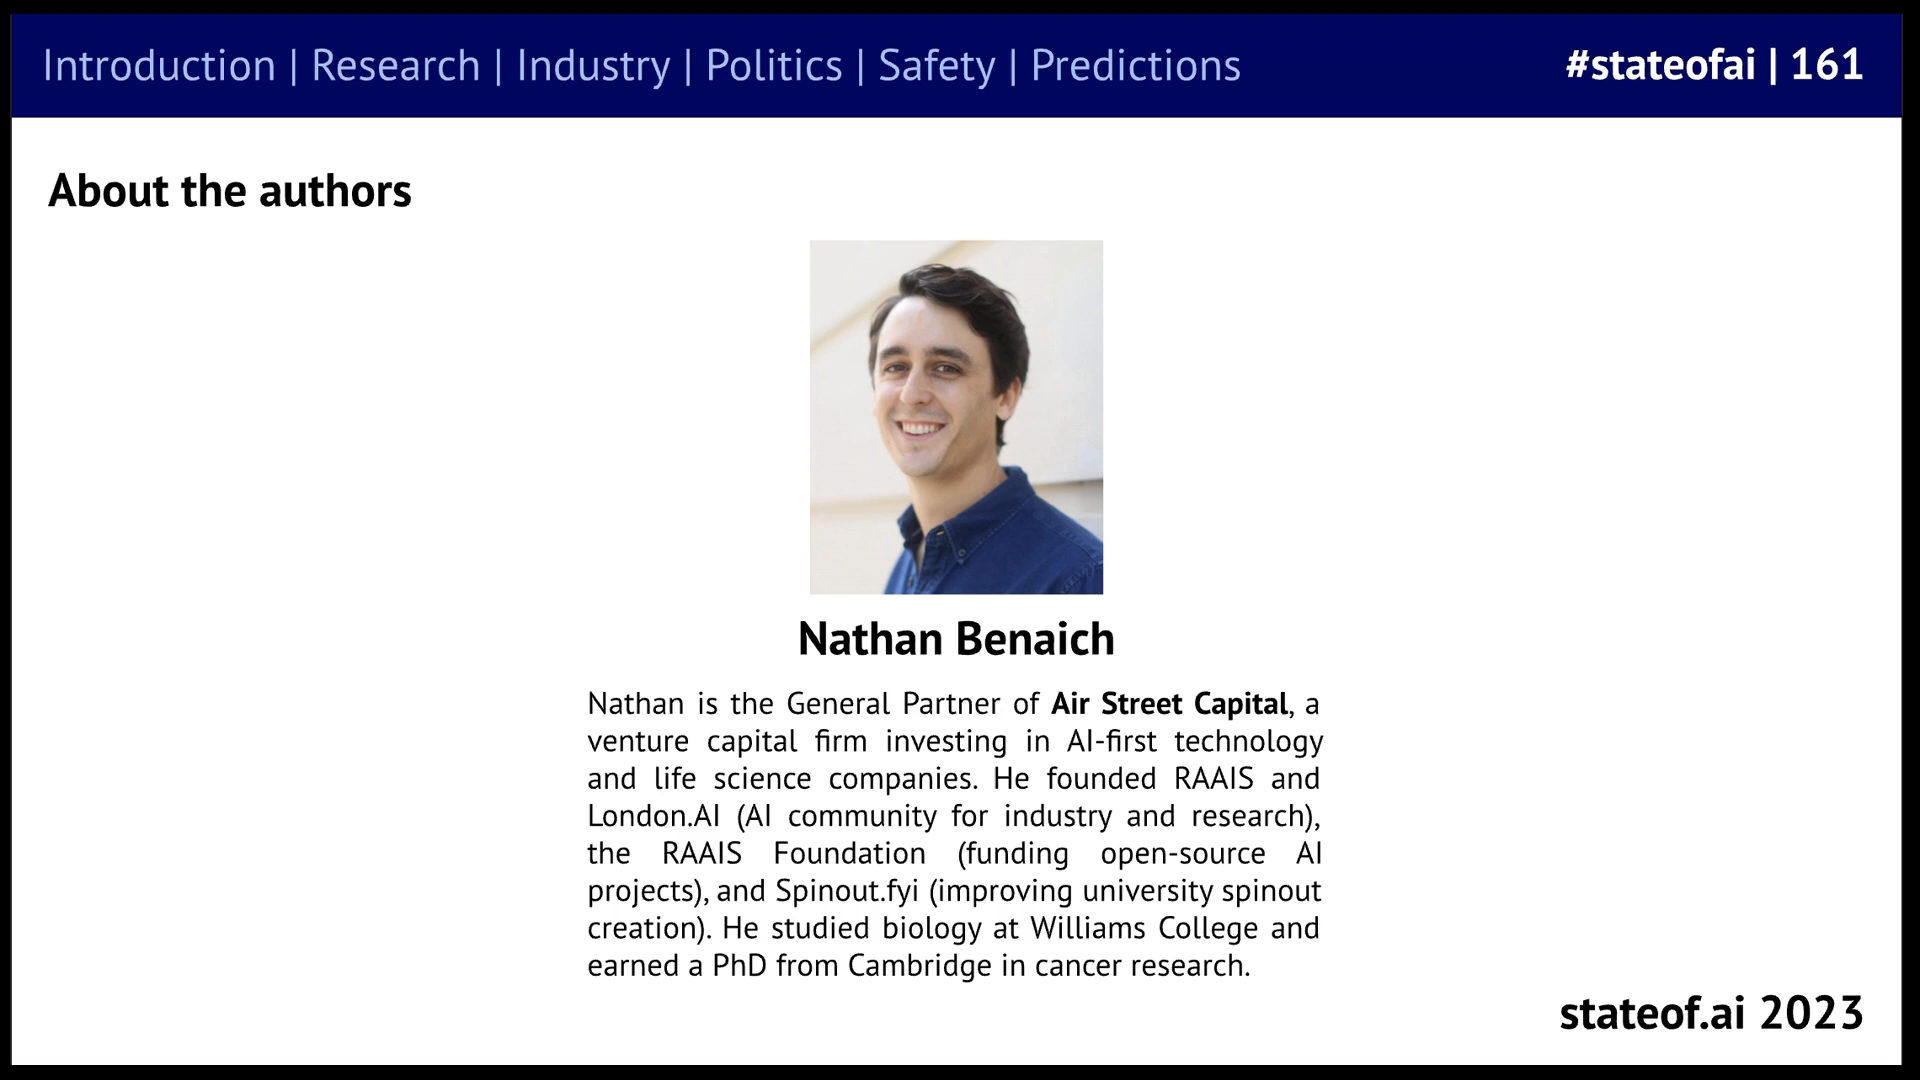 Introduction | Research | Industry | Politics | Safety | Predictions
#stateofai | 161
About the authors
Nathan Benaich
Nathan is the General Partner of Air Street Capital, a
venture capital firm investing in AI-first technology
and life science companies. He founded RAAIS and
London.AI (AI community for industry and research),
the RAAIS Foundation (funding open-source AI
projects), and Spinout.fyi (improving university spinout
creation). He studied biology at Williams College and
earned a PhD from Cambridge in cancer research.
stateof.ai 2023